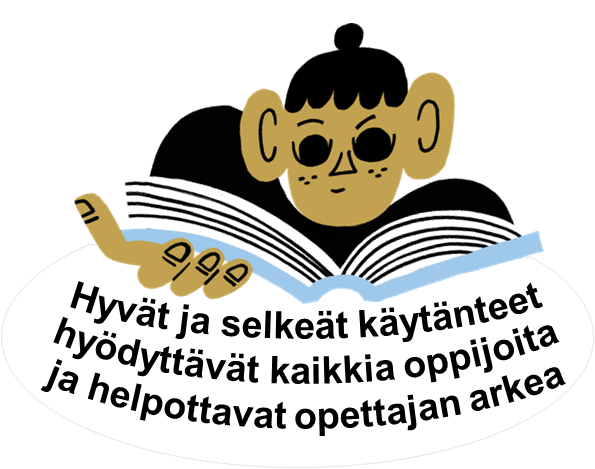 Hyvät ja selkeät käytänteet
hyödyttävät kaikkia oppijoita
ja helpottavat opettajan arkea